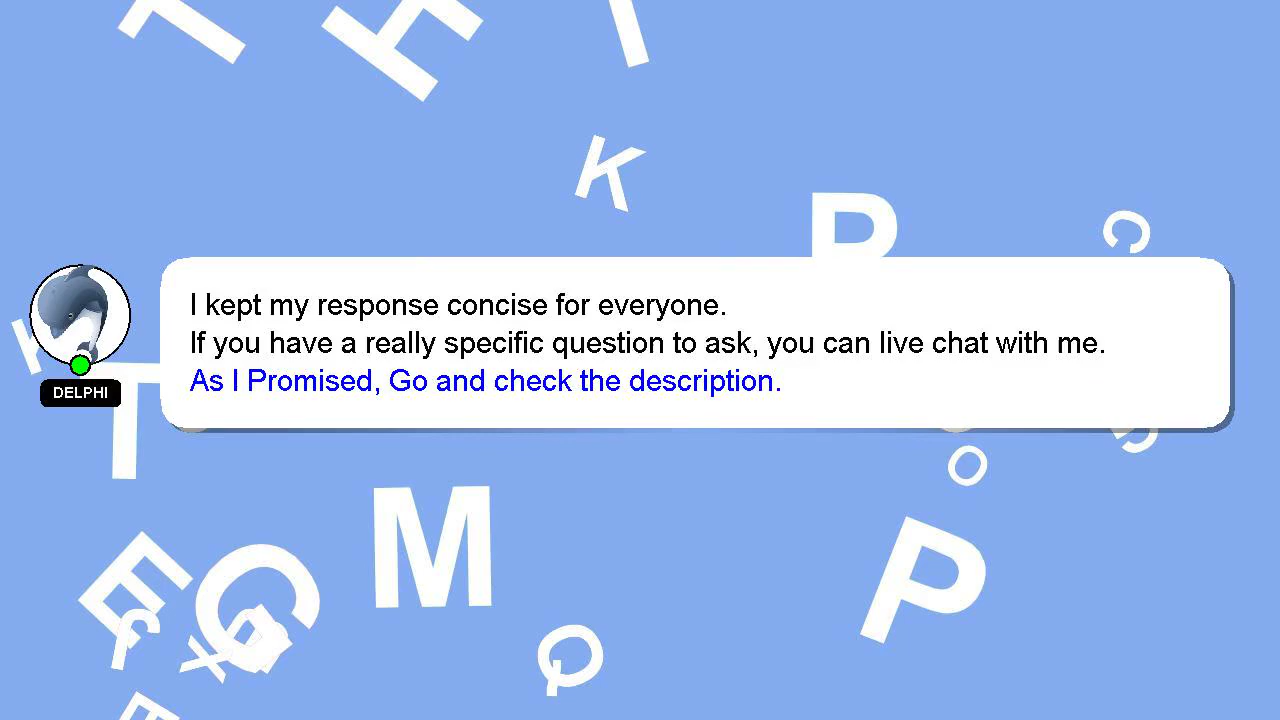 I kept my response concise for everyone.
If you have a really specific question to ask, you can live chat with me.
As I Promised, Go and check the description.
DELPHI
H
K
P
C
T
O
M
P
E
G
J
X
Q
E